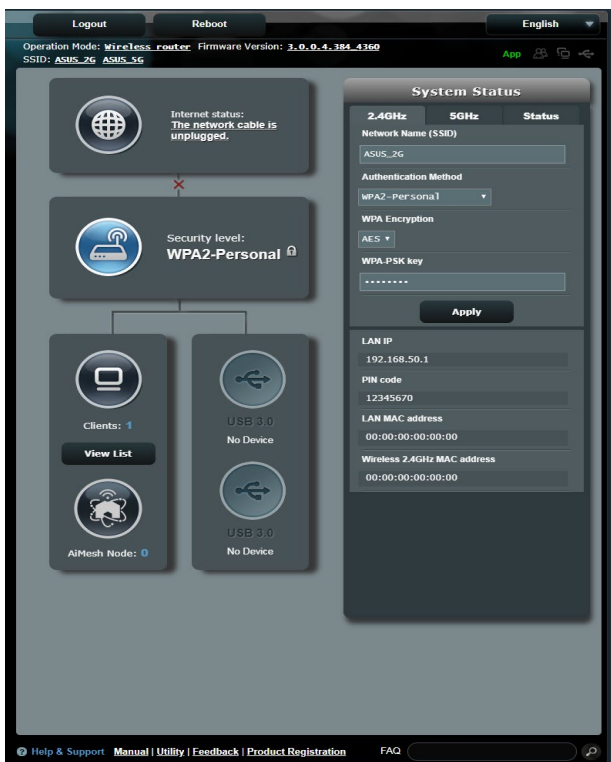 Logout
Reboot
English
Operation Mode: Wireless router Firmware Version: 3.0.0.4.384_4360
SSID: ASUS_2G ASUS_5G
App
Internet status:
The network cable is
unplugged.
Security level:
WPA2-Personal
Clients: 1
View List
AiMesh Node: 0
USB 3.0
No Device
USB 3.0
No Device
System Status
2.4GHz 5GHz Status
Network Name (SSID)
ASUS_2G
Authentication Method
WPA2-Personal
WPA Encryption
AES
WPA-PSK key
••••••••
Apply
LAN IP
192.168.50.1
PIN code
12345670
LAN MAC address
00:00:00:00:00:00
Wireless 2.4GHz MAC address
00:00:00:00:00:00
Help & Support Manual | Utility | Feedback | Product Registration FAQ